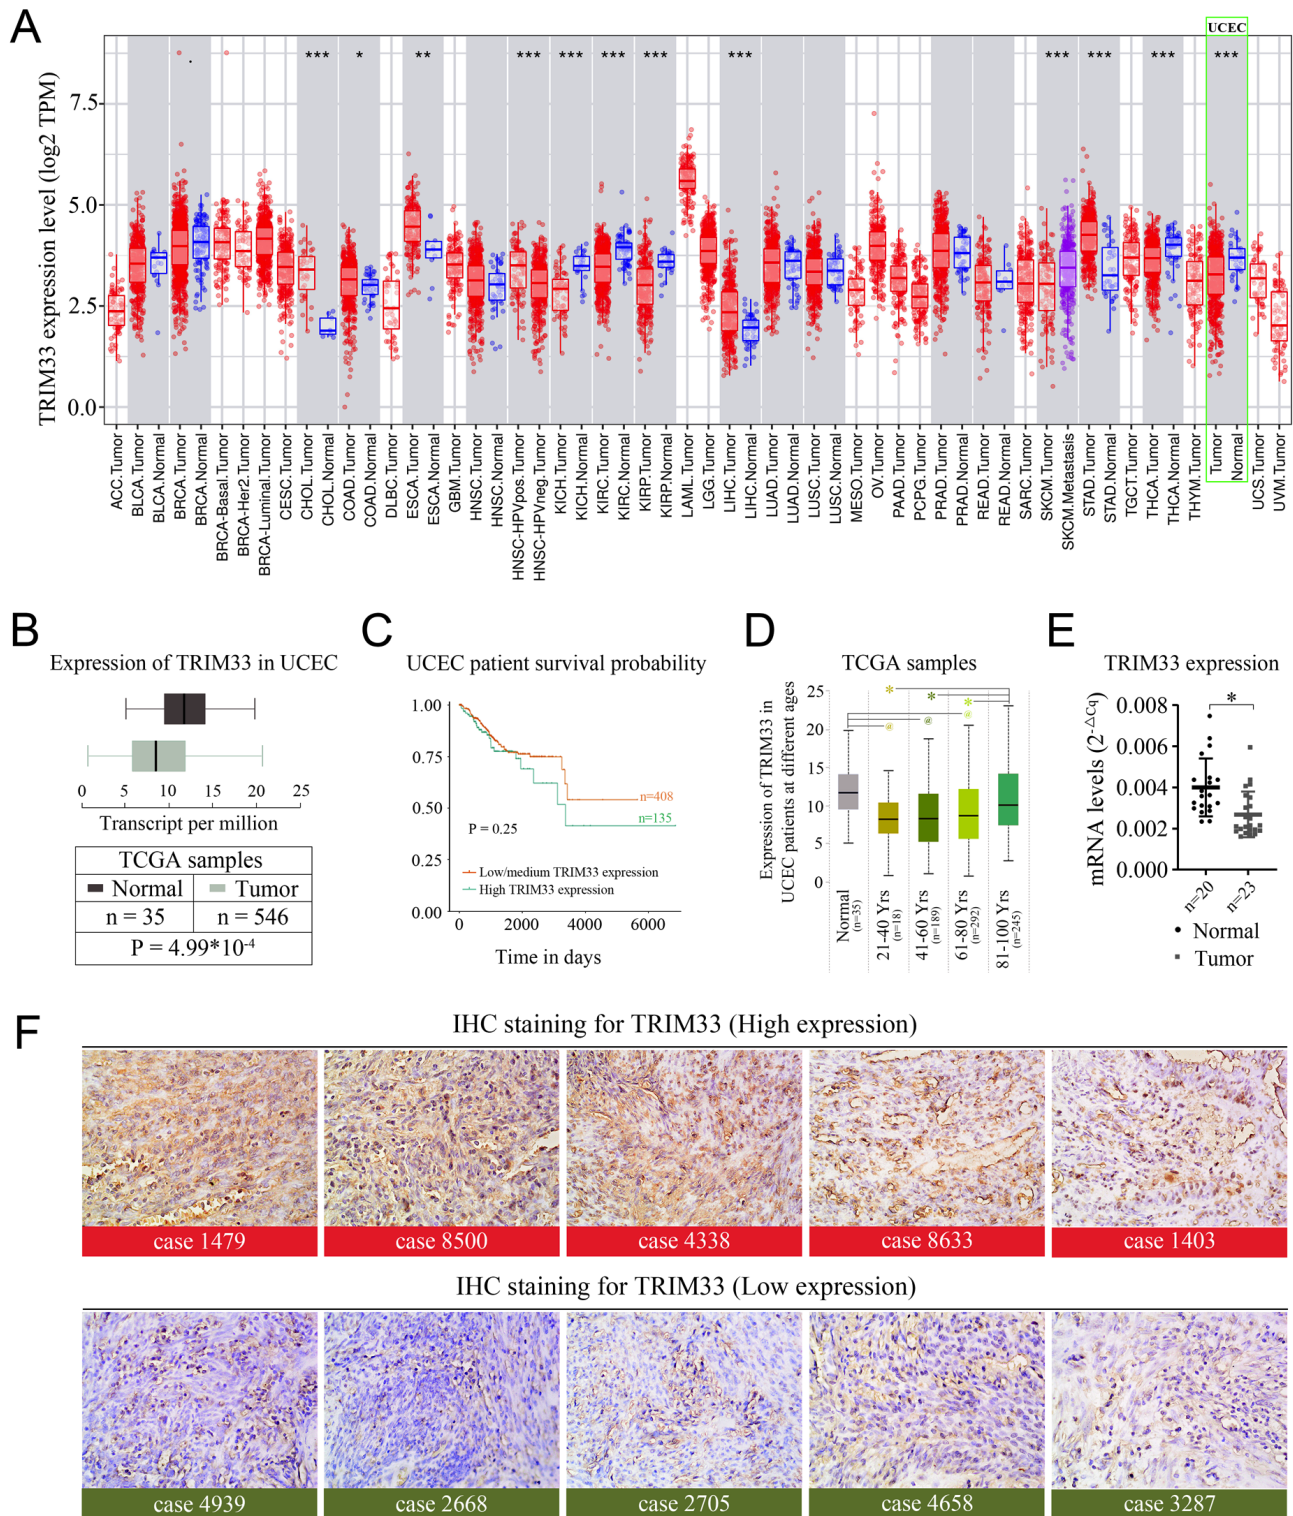 A
UCEC
*** * ** *** *** *** *** *** *** *** *** ***
TRIM33 expression level (log2 TPM)
7.5
5.0
2.5
0.0
ACC.Tumor
BLCA.Tumor
BLCA.Normal
BRCA.Tumor
BRCA.Normal
BRCA-Basal.Tumor
BRCA-Her2.Tumor
BRCA-Luminal.Tumor
CESC.Tumor
CHOL.Tumor
CHOL.Normal
COAD.Tumor
COAD.Normal
DLBC.Tumor
ESCA.Tumor
ESCA.Normal
GBM.Tumor
HNSC.Tumor
HNSC.Normal
HNSC-HPVpos.Tumor
HNSC-HPVneg.Tumor
KICH.Tumor
KICH.Normal
KIRC.Tumor
KIRC.Normal
KIRP.Tumor
KIRP.Normal
LAML.Tumor
LGG.Tumor
LIHC.Tumor
LIHC.Normal
LUAD.Tumor
LUAD.Normal
LUSC.Tumor
LUSC.Normal
MESO.Tumor
OV.Tumor
PAAD.Tumor
PCPG.Tumor
PRAD.Tumor
PRAD.Normal
READ.Tumor
READ.Normal
SARC.Tumor
SKCM.Tumor
SKCM.Metastasis
STAD.Tumor
STAD.Normal
TGCT.Tumor
THCA.Tumor
THCA.Normal
THYM.Tumor
Tumor
Normal
UCS.Tumor
UVM.Tumor
B
Expression of TRIM33 in UCEC
0 5 10 15 20 25
Transcript per million
TCGA samples
Normal Tumor
n = 35 n = 546
P = 4.99*10-4
C
UCEC patient survival probability
1.00
0.75
0.50
0.25
0.00
n=408
n=135
P = 0.25
Low/medium TRIM33 expression
High TRIM33 expression
0 2000 4000 6000
Time in days
D
TCGA samples
Expression of TRIM33 in
UCEC patients at different ages
25
20
15
10
5
0
*
*
*
@
@
@
Normal
(n=35)
21-40 Yrs
(n=18)
41-60 Yrs
(n=189)
61-80 Yrs
(n=292)
81-100 Yrs
(n=245)
E
TRIM33 expression
mRNA levels (2-△Cq)
0.008
0.006
0.004
0.002
0.000
*
n=20
n=23
Normal
Tumor
F
IHC staining for TRIM33 (High expression)
case 1479
case 8500
case 4338
case 8633
case 1403
IHC staining for TRIM33 (Low expression)
case 4939
case 2668
case 2705
case 4658
case 3287